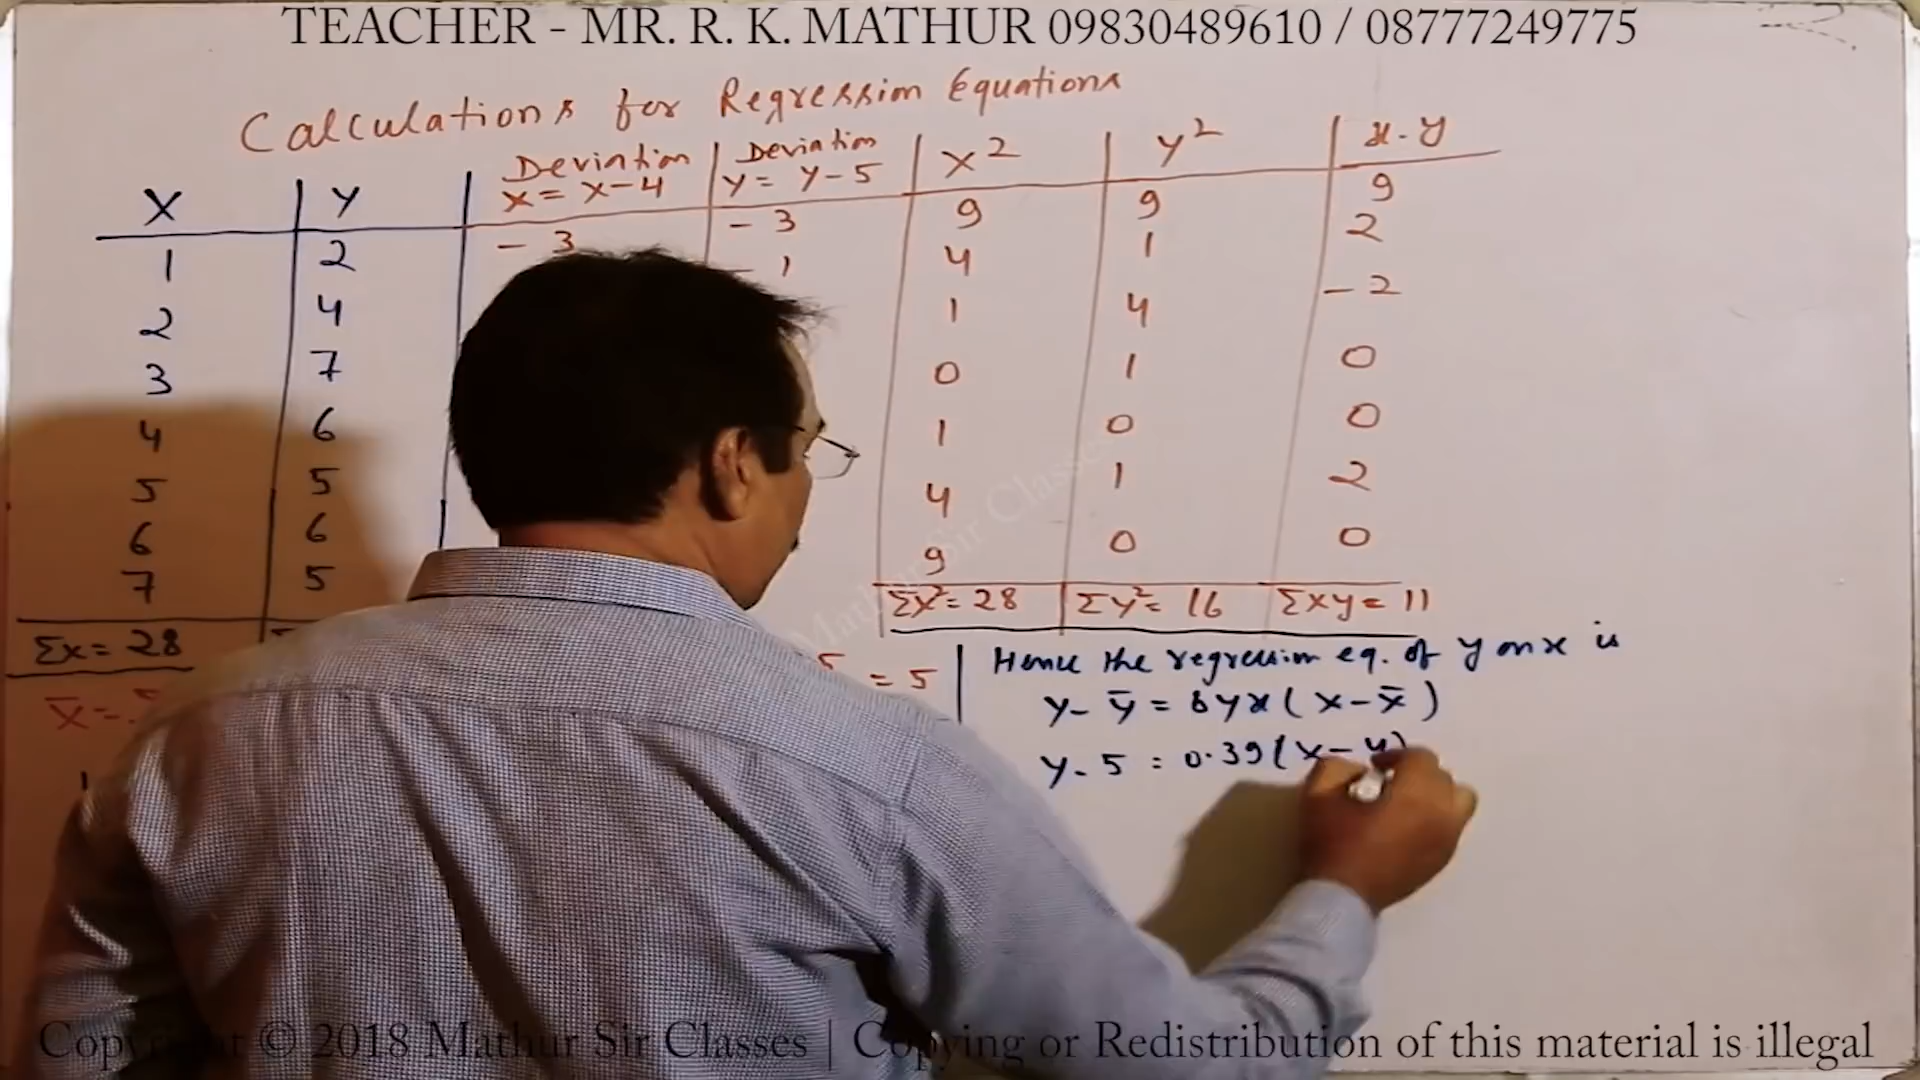 TEACHER - MR. R. K. MATHUR 09830489610 / 08777249775
Calculations for Regression Equations
X Y Deviation x = x-4 Deviation y = y-5 x² y² x.y
1 2 - 3 - 3 9 9 9
2 4 - 1 4 1 2
3 7 1 4 - 2
4 6 0 1 0
5 5 1 0 0
6 6 4 1 2
7 5 9 0 0
Σx = 28 Σx² = 28 Σy² = 16 Σxy = 11
x̄ = = 5
Hence the regression eq. of y on x is
y - ȳ = byx ( x - x̄ )
y - 5 = 0.39 ( x - 4)
Mathur Sir Classes
Copyright © 2018 Mathur Sir Classes | Copying or Redistribution of this material is illegal